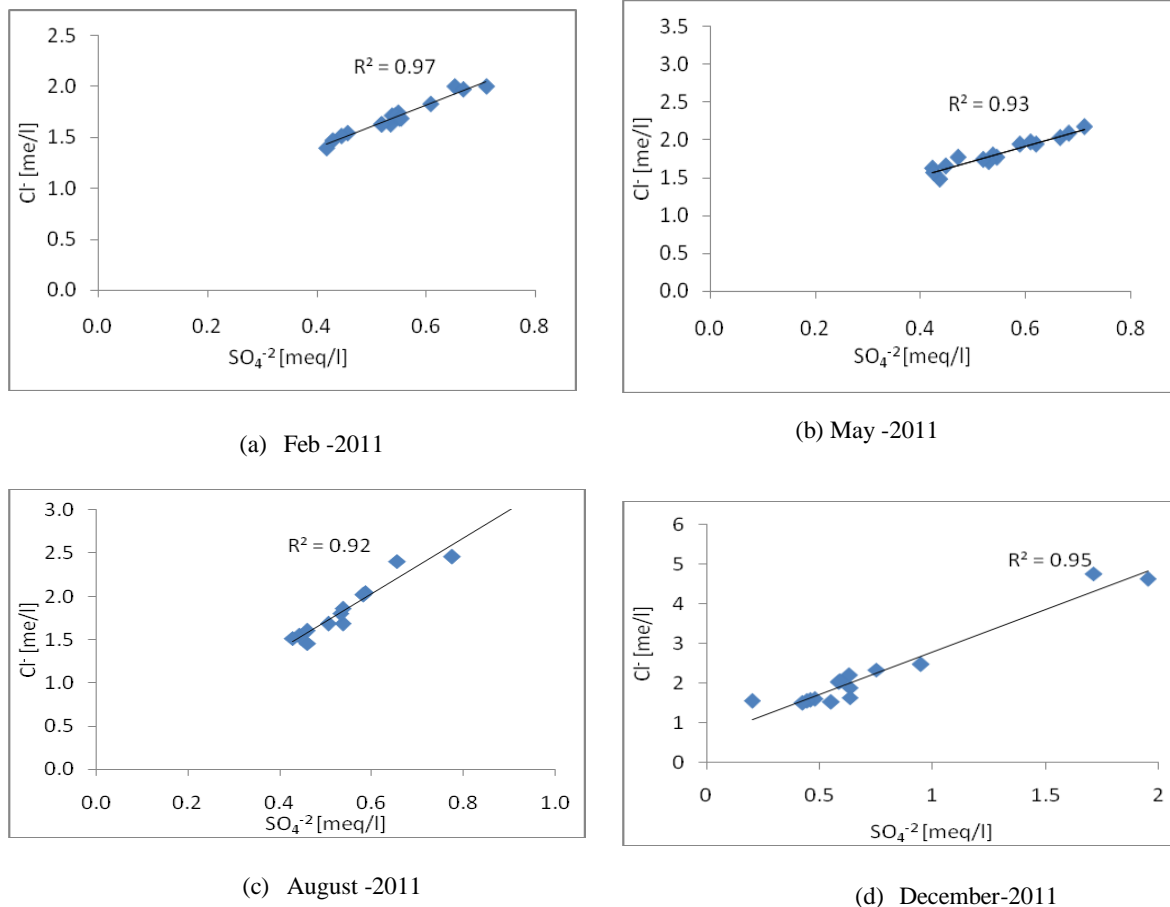 2.5
2.0
1.5
1.0
0.5
0.0
Cl⁻ [me/l]
R² = 0.97
0.0 0.2 0.4 0.6 0.8
SO₄⁻² [meq/l]
(a) Feb -2011
3.5
3.0
2.5
2.0
1.5
1.0
0.5
0.0
Cl⁻ [me/l]
R² = 0.93
0.0 0.2 0.4 0.6 0.8
SO₄⁻² [meq/l]
(b) May -2011
3.0
2.5
2.0
1.5
1.0
0.5
0.0
Cl⁻ [me/l]
R² = 0.92
0.0 0.2 0.4 0.6 0.8 1.0
SO₄⁻² [meq/l]
(c) August -2011
6
5
4
3
2
1
0
Cl⁻ [me/l]
R² = 0.95
0 0.5 1 1.5 2
SO₄⁻² [meq/l]
(d) December-2011